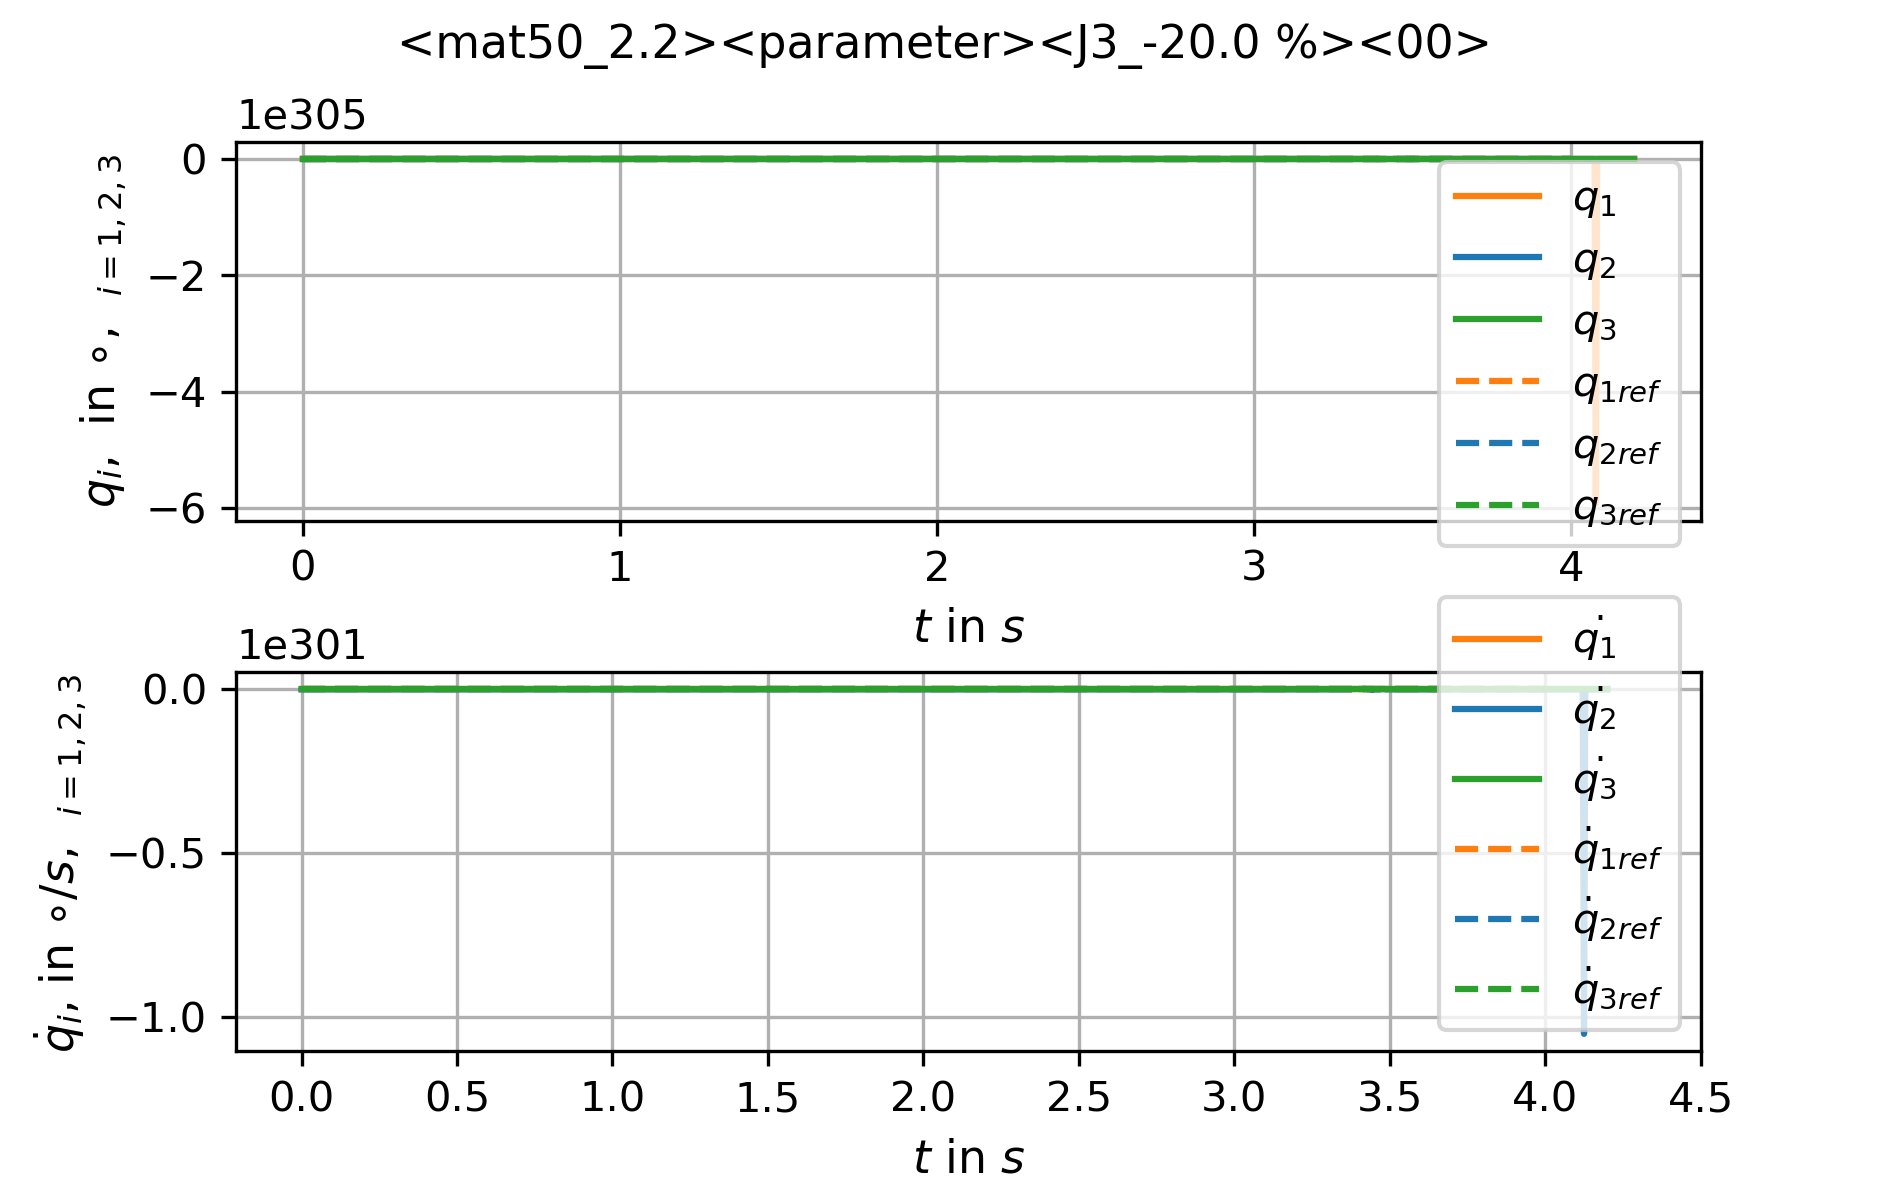 <mat50_2.2><parameter><J3_-20.0 %><00>
1e305
q_i, in °, i = 1, 2, 3
0
−2
−4
−6
q_1
q_2
q_3
q_1ref
q_2ref
q_3ref
0 1 2 3 4
t in s
1e301
q̇_i, in °/s, i = 1, 2, 3
0.0
−0.5
−1.0
q̇_1
q̇_2
q̇_3
q̇_1ref
q̇_2ref
q̇_3ref
0.0 0.5 1.0 1.5 2.0 2.5 3.0 3.5 4.0 4.5
t in s